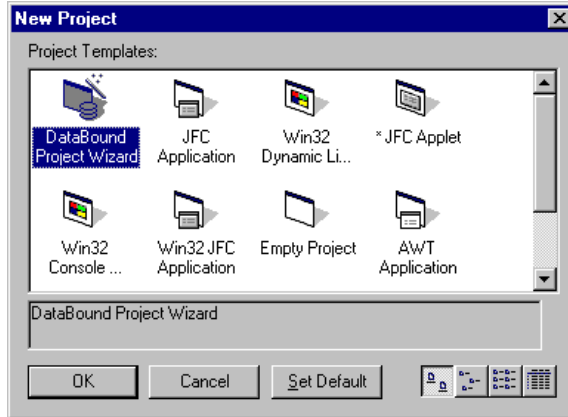 New Project
Project Templates:
DataBound
Project Wizard
JFC
Application
Win32
Dynamic Li...
* JFC Applet
Win32
Console ...
Win32 JFC
Application
Empty Project
AWT
Application
DataBound Project Wizard
OK
Cancel
Set Default